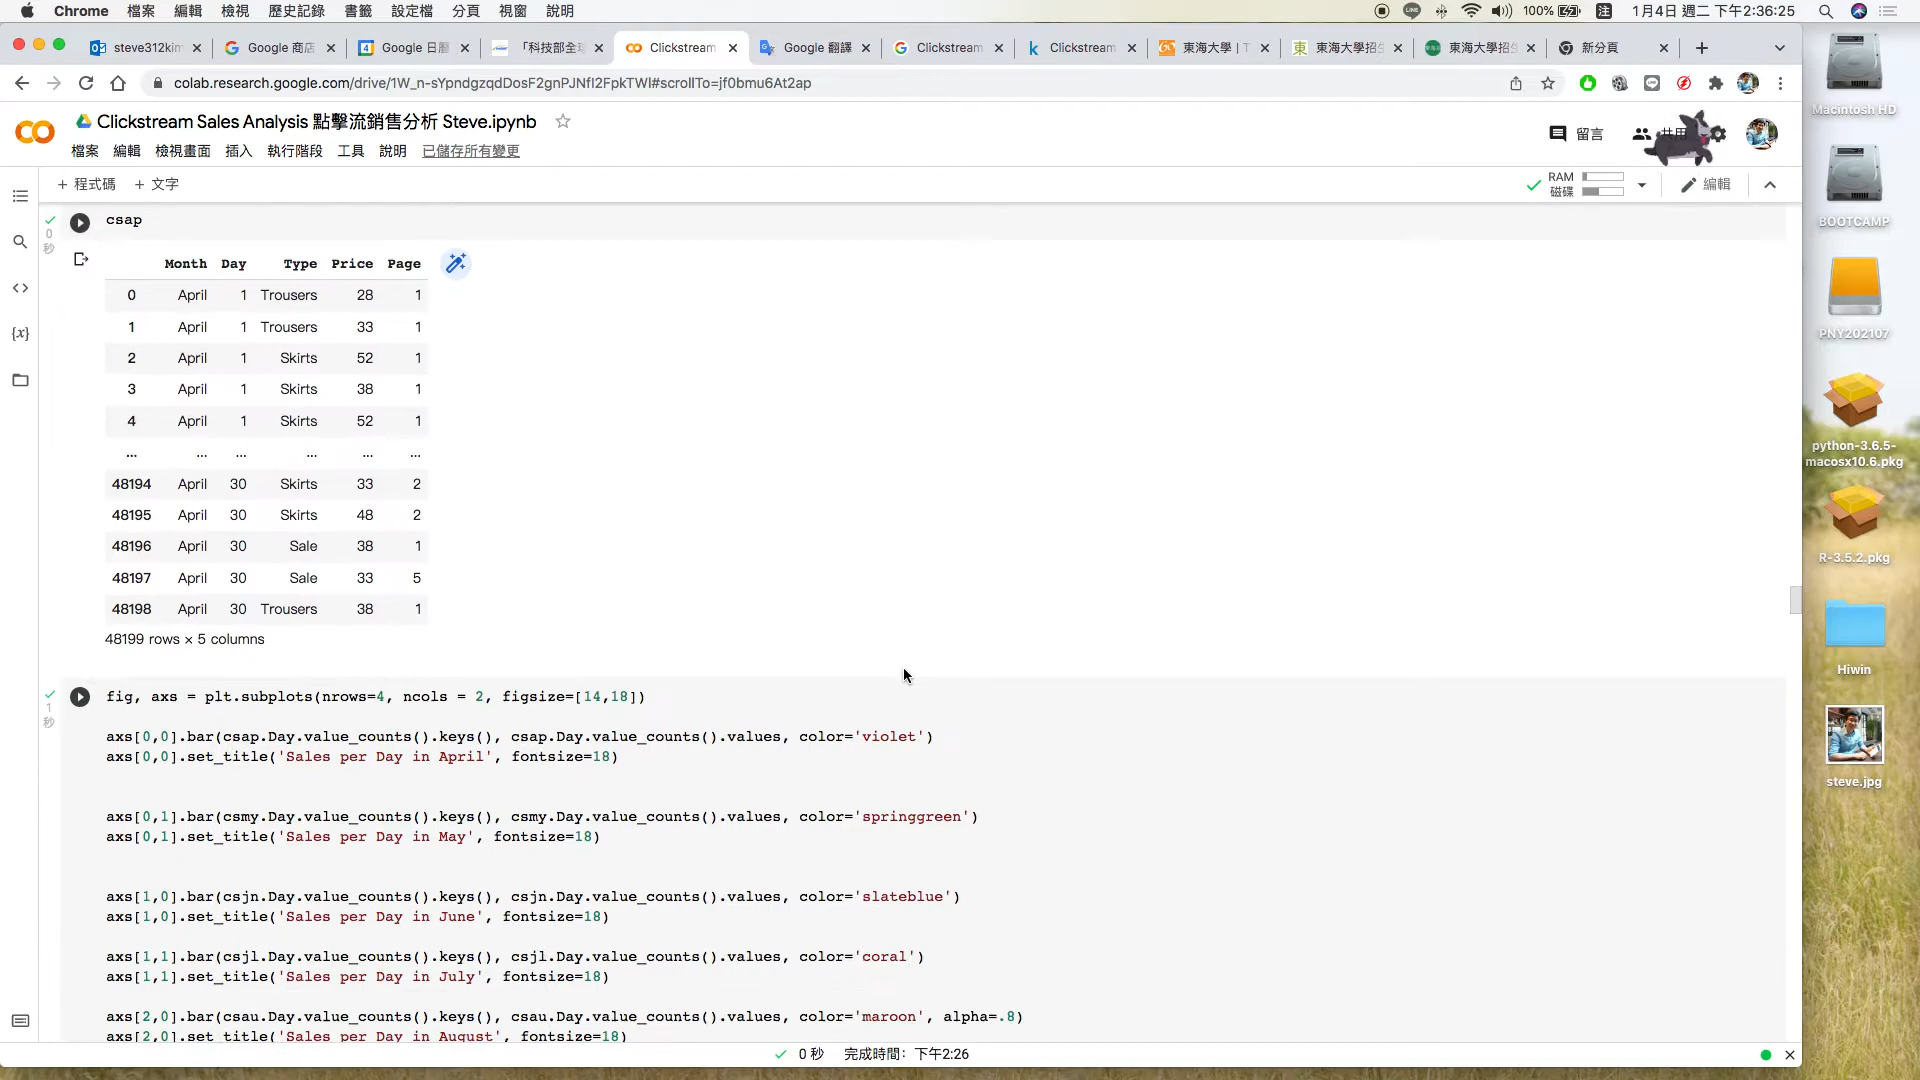 Chrome 檔案 編輯 檢視 歷史記錄 書籤 設定檔 分頁 視窗 說明 100% 注 1月4日 週二 下午2:36:25
steve312kim Google 商店 Google 日曆 「科技部全球 Clickstream Google 翻譯 Clickstream Clickstream 東海大學 | T 東海大學招生 東海大學招生 新分頁
colab.research.google.com/drive/1W_n-sYpndgzqdDosF2gnPJNfI2FpkTWl#scrollTo=jf0bmu6At2ap
Clickstream Sales Analysis 點擊流銷售分析 Steve.ipynb
留言
檔案 編輯 檢視畫面 插入 執行階段 工具 說明 已儲存所有變更
+ 程式碼 + 文字
RAM
磁碟
編輯
csap
0
秒
Month Day Type Price Page
0 April 1 Trousers 28 1
1 April 1 Trousers 33 1
2 April 1 Skirts 52 1
3 April 1 Skirts 38 1
4 April 1 Skirts 52 1
... ... ... ... ... ...
48194 April 30 Skirts 33 2
48195 April 30 Skirts 48 2
48196 April 30 Sale 38 1
48197 April 30 Sale 33 5
48198 April 30 Trousers 38 1
48199 rows × 5 columns
1
秒
fig, axs = plt.subplots(nrows=4, ncols = 2, figsize=[14,18])
axs[0,0].bar(csap.Day.value_counts().keys(), csap.Day.value_counts().values, color='violet')
axs[0,0].set_title('Sales per Day in April', fontsize=18)
axs[0,1].bar(csmy.Day.value_counts().keys(), csmy.Day.value_counts().values, color='springgreen')
axs[0,1].set_title('Sales per Day in May', fontsize=18)
axs[1,0].bar(csjn.Day.value_counts().keys(), csjn.Day.value_counts().values, color='slateblue')
axs[1,0].set_title('Sales per Day in June', fontsize=18)
axs[1,1].bar(csjl.Day.value_counts().keys(), csjl.Day.value_counts().values, color='coral')
axs[1,1].set_title('Sales per Day in July', fontsize=18)
axs[2,0].bar(csau.Day.value_counts().keys(), csau.Day.value_counts().values, color='maroon', alpha=.8)
axs[2,0].set_title('Sales per Day in August', fontsize=18)
0 秒 完成時間: 下午2:26
Macintosh HD
BOOTCAMP
PNY202107
python-3.6.5-
macosx10.6.pkg
R-3.5.2.pkg
Hiwin
steve.jpg